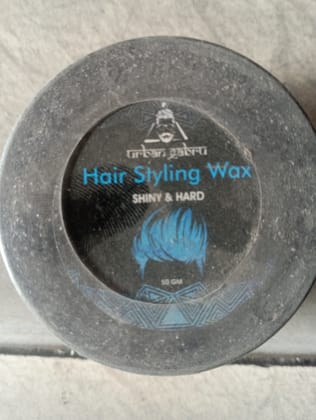 urban gabru
Hair Styling Wax
SHINY & HARD
50 GM